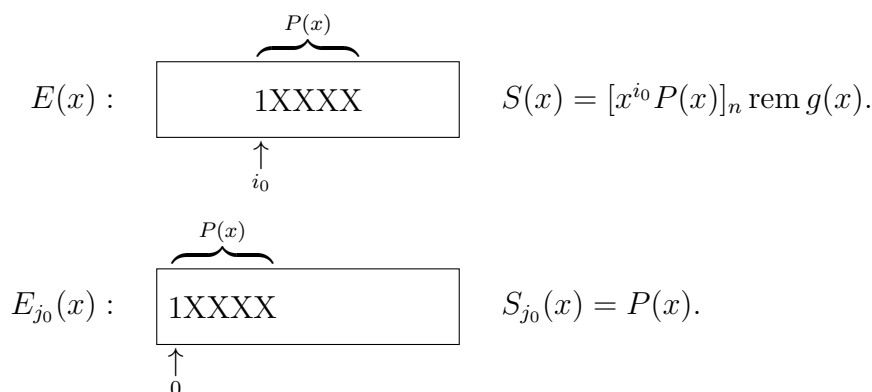 P(x)
E(x) : 1XXXX S(x) = [x^{i_0} P(x)]_n rem g(x).
i_0
P(x)
E_{j_0}(x) : 1XXXX S_{j_0}(x) = P(x).
0